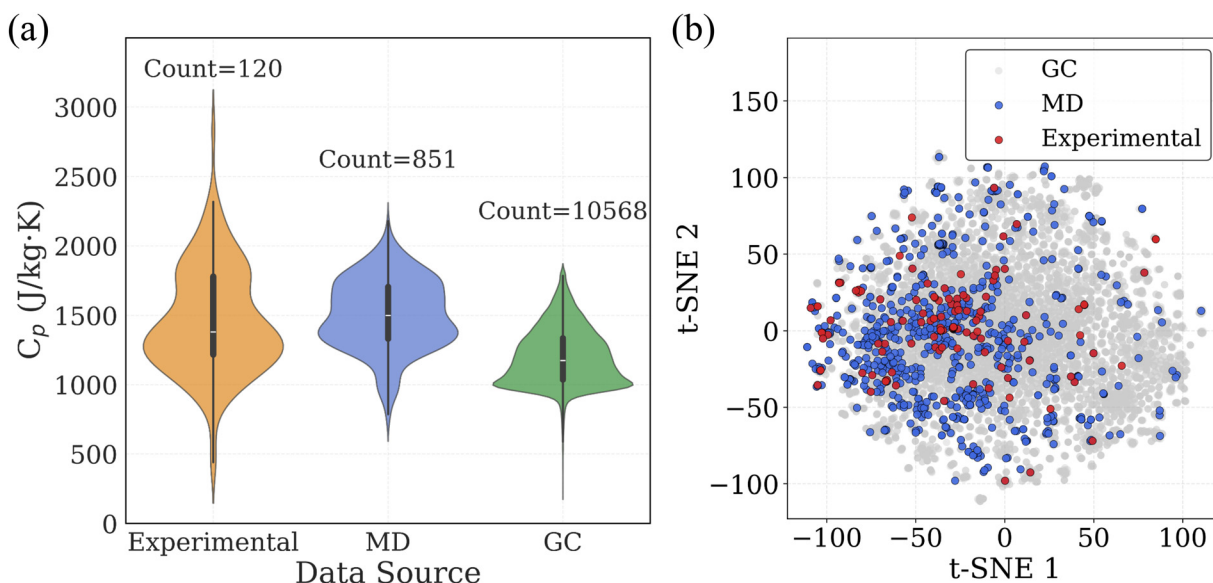 (a)
Count=120
Count=851
Count=10568
3000
2500
2000
1500
1000
500
0
C_p (J/kg·K)
Experimental MD GC
Data Source
(b)
GC
MD
Experimental
150
100
50
0
−50
−100
t-SNE 2
−100 −50 0 50 100
t-SNE 1